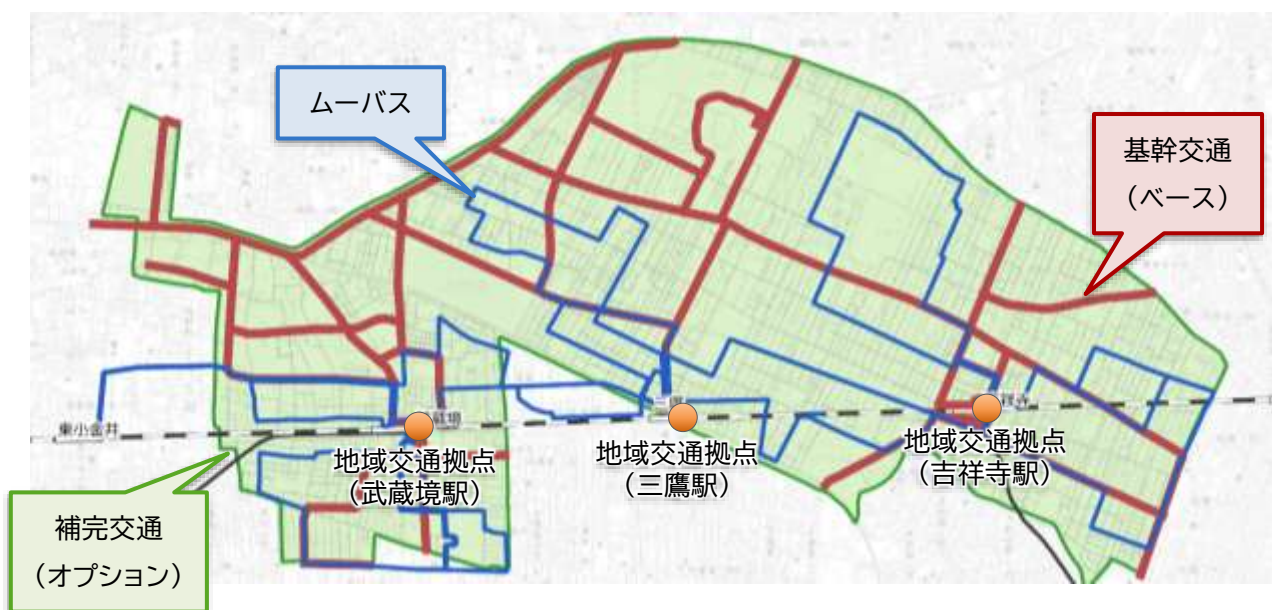 ムーバス
基幹交通
（ベース）
東小金井
地域交通拠点
（武蔵境駅）
地域交通拠点
（三鷹駅）
地域交通拠点
（吉祥寺駅）
補完交通
（オプション）